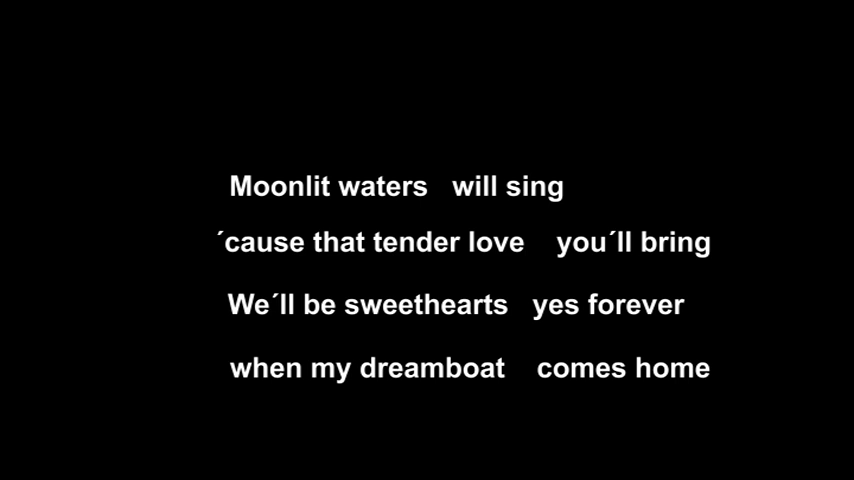 Moonlit waters will sing
´cause that tender love you´ll bring
We´ll be sweethearts yes forever
when my dreamboat comes home